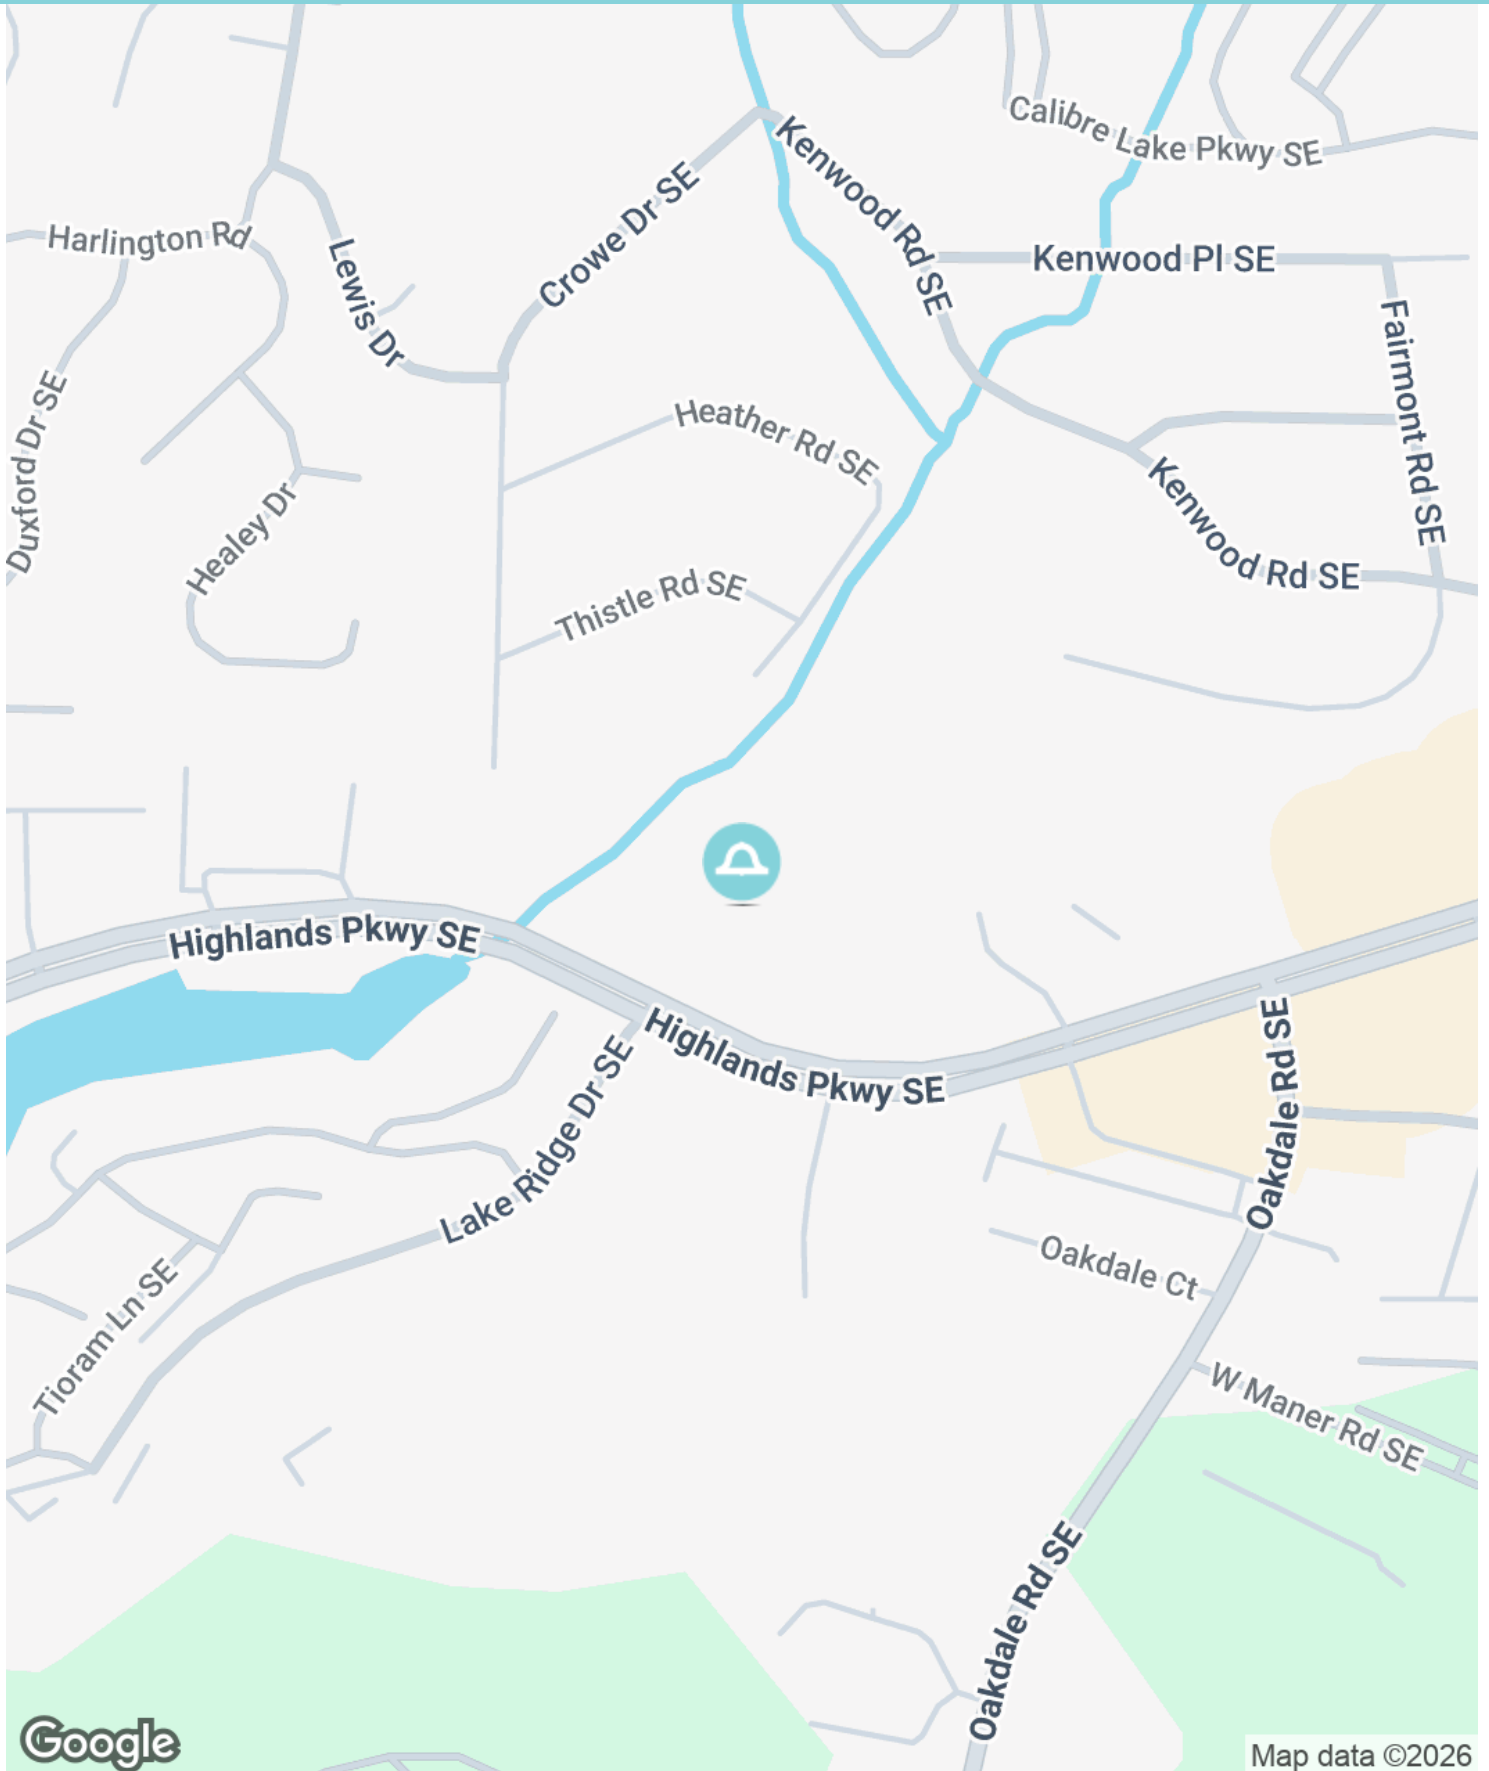 Calibre Lake Pkwy SE
Kenwood Rd SE
Crowe Dr SE
Harlington Rd
Kenwood Pl SE
Lewis Dr
Fairmont Rd SE
Duxford Dr SE
Heather Rd SE
Healey Dr
Kenwood Rd SE
Thistle Rd SE
Highlands Pkwy SE
Highlands Pkwy SE
Oakdale Rd SE
Lake Ridge Dr SE
Oakdale Ct
Tioram Ln SE
W Maner Rd SE
Oakdale Rd SE
Google
Map data ©2026